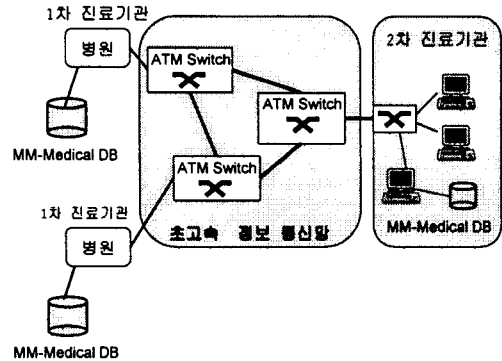 1차 진료기관
병원
MM-Medical DB
1차 진료기관
병원
MM-Medical DB
ATM Switch
ATM Switch
ATM Switch
초고속 정보 통신망
2차 진료기관
MM-Medical DB